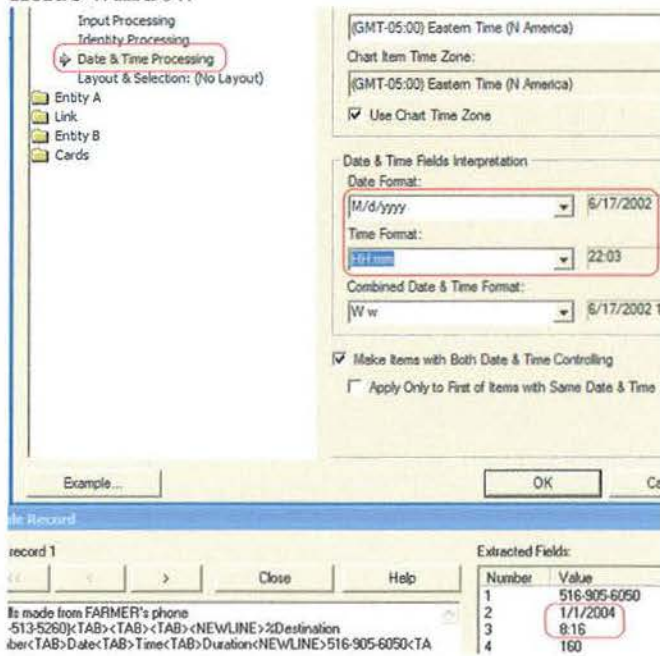 Input Processing
Identity Processing
Date & Time Processing
Layout & Selection: (No Layout)
Entity A
Link
Entity B
Cards
(GMT-05:00) Eastern Time (N America)
Chart Item Time Zone:
(GMT-05:00) Eastern Time (N America)
Use Chart Time Zone
Date & Time Fields Interpretation
Date Format:
M/d/yyyy
6/17/2002
Time Format:
HH:mm
22:03
Combined Date & Time Format:
W w
6/17/2002 1
Make Items with Both Date & Time Controlling
Apply Only to First of Items with Same Date & Time
Example...
OK
Ca
Record
record 1
< > Close Help
lls made from FARMER's phone
-513-5260]<TAB><TAB><TAB><NEWLINE>%Destination
ber<TAB>Date<TAB>Time<TAB>Duration<NEWLINE>516-905-6050<TA
Extracted Fields:
Number Value
1 516-905-6050
2 1/1/2004
3 8:16
4 160